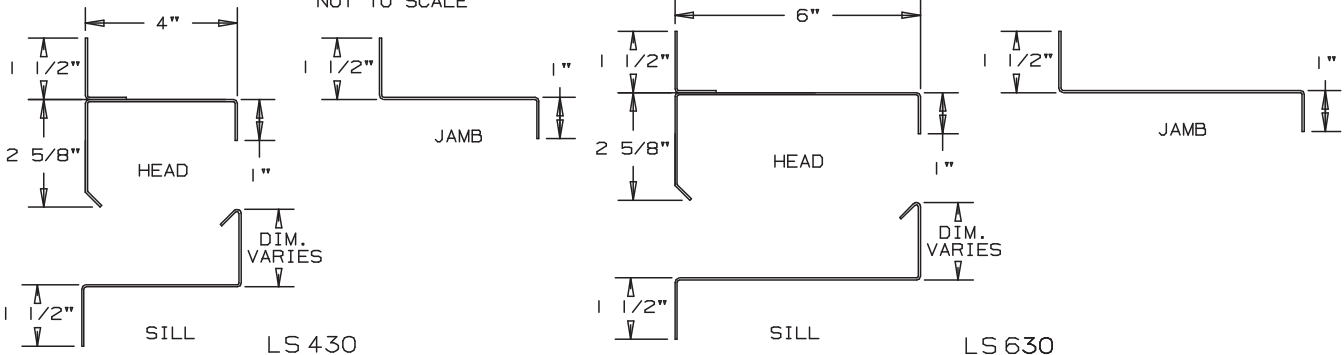 NOT TO SCALE
4"
1 1/2"
2 5/8"
HEAD
1"
1 1/2"
1"
JAMB
DIM.
VARIES
1 1/2"
SILL
LS 430
6"
1 1/2"
2 5/8"
HEAD
1"
1 1/2"
1"
JAMB
DIM.
VARIES
1 1/2"
SILL
LS 630